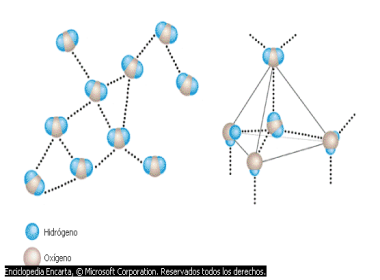 Hidrógeno
Oxígeno
Enciclopedia Encarta, © Microsoft Corporation. Reservados todos los derechos.